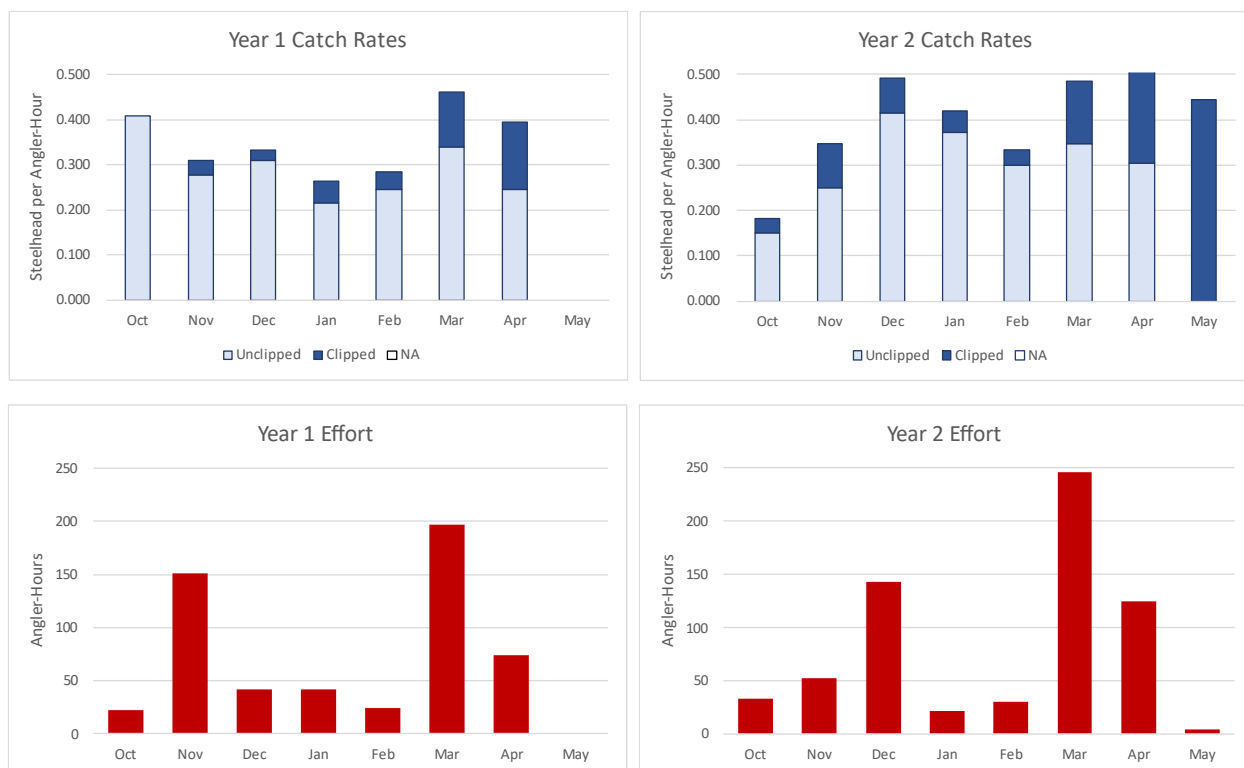 Year 1 Catch Rates
Steelhead per Angler-Hour
0.500
0.400
0.300
0.200
0.100
0.000
Oct Nov Dec Jan Feb Mar Apr May
Unclipped Clipped NA
Year 2 Catch Rates
Steelhead per Angler-Hour
0.500
0.400
0.300
0.200
0.100
0.000
Oct Nov Dec Jan Feb Mar Apr May
Unclipped Clipped NA
Year 1 Effort
Angler-Hours
250
200
150
100
50
0
Oct Nov Dec Jan Feb Mar Apr May
Year 2 Effort
Angler-Hours
250
200
150
100
50
0
Oct Nov Dec Jan Feb Mar Apr May